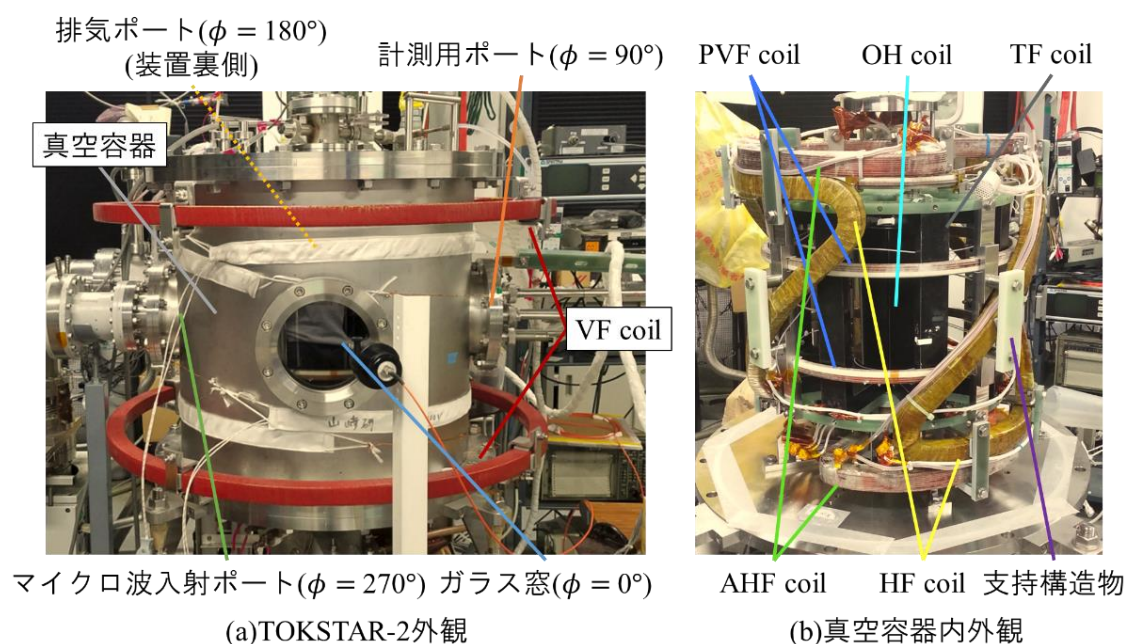 排気ポート(ϕ = 180°)
(装置裏側)
計測用ポート(ϕ = 90°)
真空容器
VF coil
山崎研
マイクロ波入射ポート(ϕ = 270°)
ガラス窓(ϕ = 0°)
(a)TOKSTAR-2外観
PVF coil
OH coil
TF coil
AHF coil
HF coil
支持構造物
(b)真空容器内外観